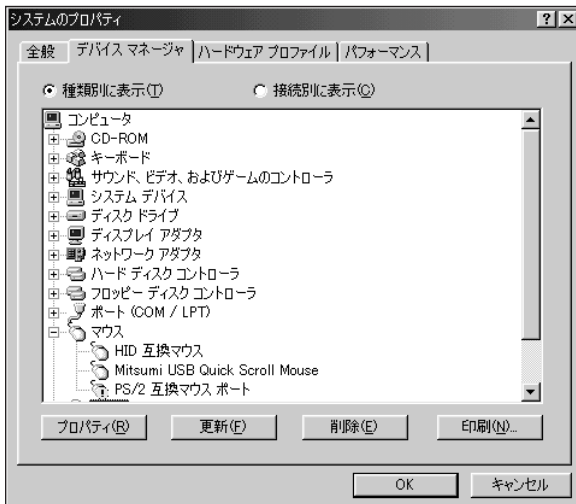 システムのプロパティ
全般 デバイス マネージャ ハードウェア プロファイル パフォーマンス
種類別に表示(T) 接続別に表示(C)
コンピュータ
CD-ROM
キーボード
サウンド、ビデオ、およびゲームのコントローラ
システム デバイス
ディスク ドライブ
ディスプレイ アダプタ
ネットワーク アダプタ
ハード ディスク コントローラ
フロッピー ディスク コントローラ
ポート (COM / LPT)
マウス
HID 互換マウス
Mitsumi USB Quick Scroll Mouse
PS/2 互換マウス ポート
プロパティ(R) 更新(F) 削除(E) 印刷(N)...
OK キャンセル